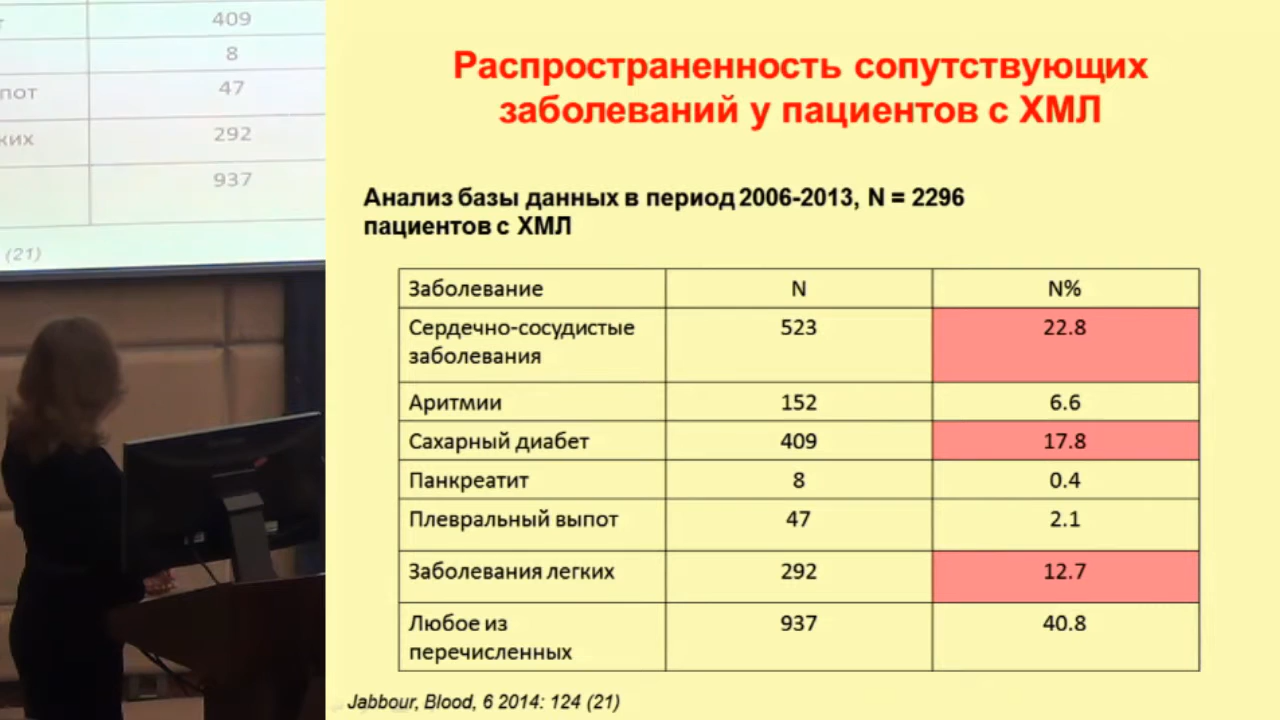 409
8
пот
47
ких
292
937
(21)
Распространенность сопутствующих
заболеваний у пациентов с ХМЛ
Анализ базы данных в период 2006-2013, N = 2296
пациентов с ХМЛ
Заболевание N N%
Сердечно-сосудистые 523 22.8
заболевания
Аритмии 152 6.6
Сахарный диабет 409 17.8
Панкреатит 8 0.4
Плевральный выпот 47 2.1
Заболевания легких 292 12.7
Любое из 937 40.8
перечисленных
Jabbour, Blood, 6 2014: 124 (21)